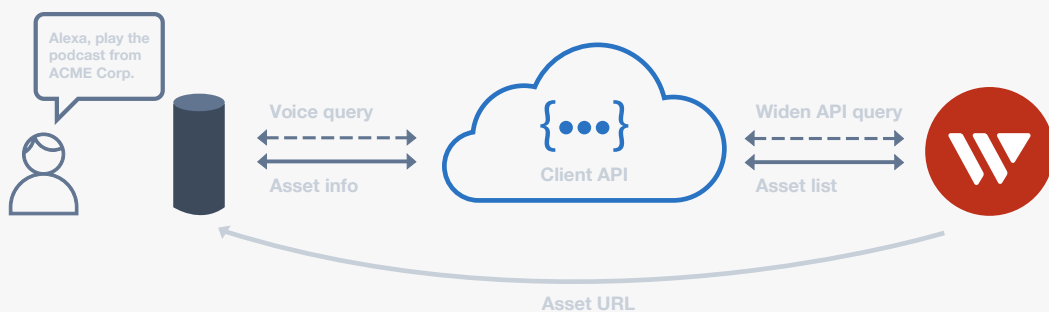 Alexa, play the
podcast from
ACME Corp.
Voice query
Asset info
{•••}
Client API
Widen API query
Asset list
W
Asset URL